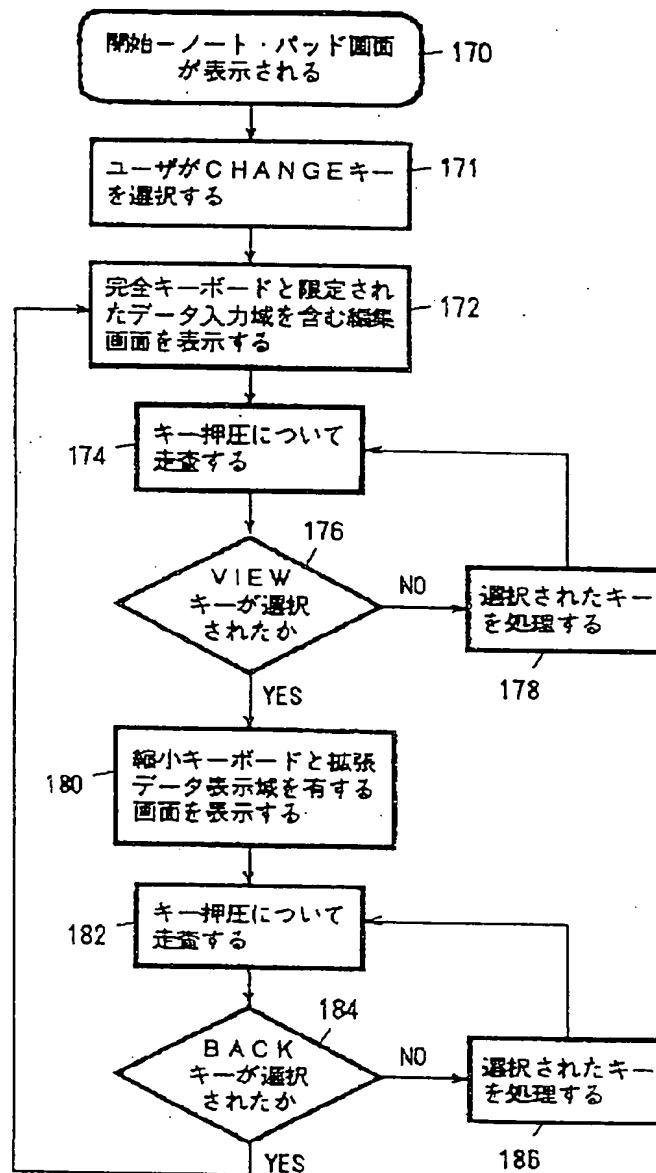 開始ーノート・パッド画面
が表示される
170
ユーザがCHANGEキー
を選択する
171
完全キーボードと限定され
たデータ入力域を含む編集
画面を表示する
172
キー押圧について
走査する
174
VIEW
キーが選択
されたか
176
NO
選択されたキー
を処理する
178
YES
縮小キーボードと拡張
データ表示域を有する
画面を表示する
180
キー押圧について
走査する
182
BACK
キーが選択
されたか
184
NO
選択されたキー
を処理する
186
YES